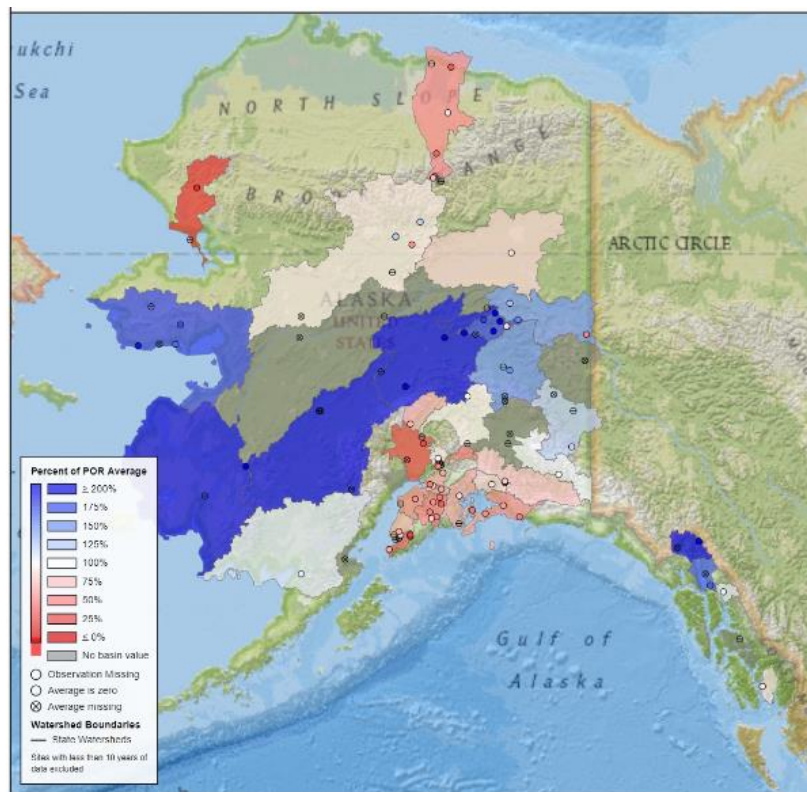 ukchi
Sea
NORTH SLOPE
BRO
ANGE
ARCTIC CIRCLE
ALASKA
UNITED
STATES
Gulf of
Alaska
Percent of POR Average
≥ 200%
175%
150%
125%
100%
75%
50%
25%
≤ 0%
No basin value
Observation Missing
Average is zero
Average missing
Watershed Boundaries
State Watersheds
Sites with less than 10 years of
data excluded